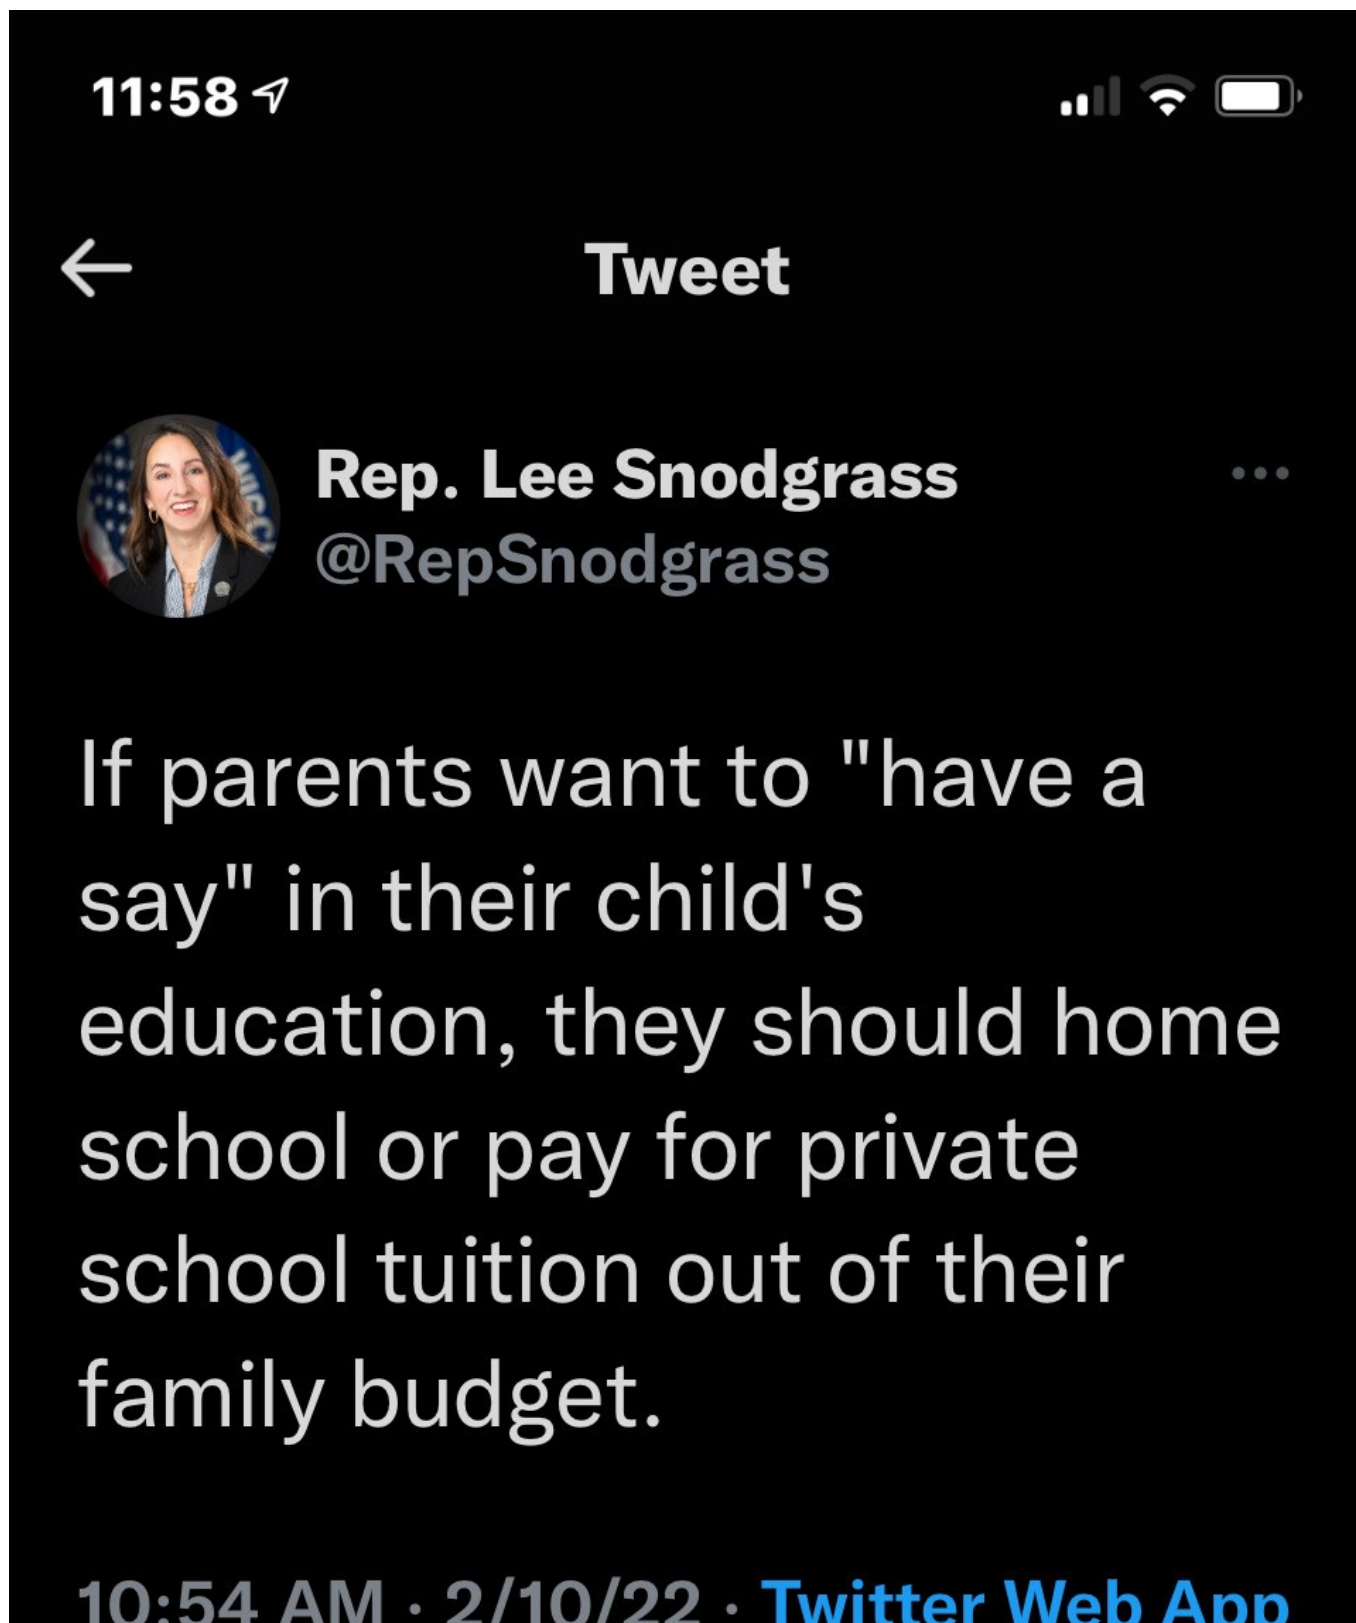 11:58
Tweet
Rep. Lee Snodgrass
@RepSnodgrass
If parents want to "have a
say" in their child's
education, they should home
school or pay for private
school tuition out of their
family budget.
10:54 AM · 2/10/22 · Twitter Web App